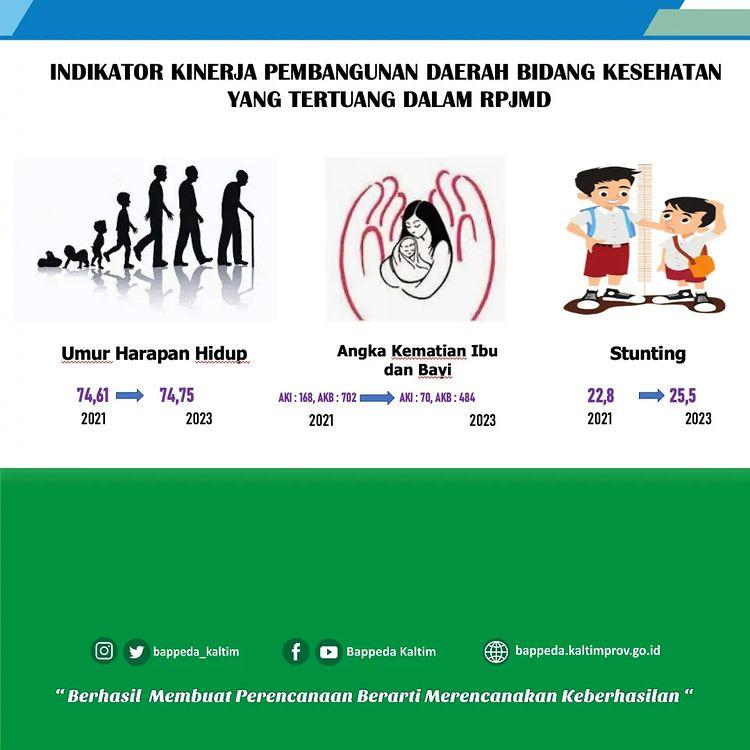 INDIKATOR KINERJA PEMBANGUNAN DAERAH BIDANG KESEHATAN
YANG TERTUANG DALAM RPJMD
Umur Harapan Hidup
74,61 74,75
2021 2023
Angka Kematian Ibu
dan Bayi
AKI : 168, AKB : 702 AKI : 70, AKB : 484
2021 2023
Stunting
22,8 25,5
2021 2023
bappeda_kaltim Bappeda Kaltim bappeda.kaltimprov.go.id
“ Berhasil Membuat Perencanaan Berarti Merencanakan Keberhasilan “